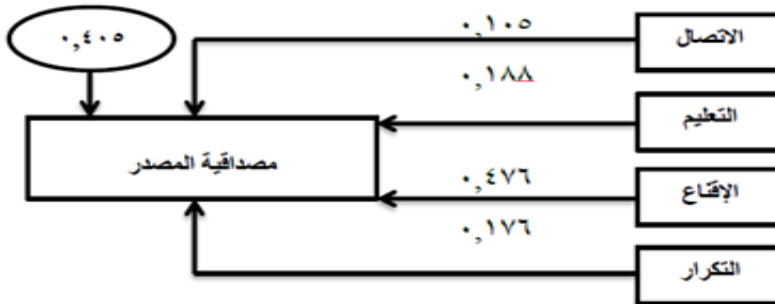 الاتصال
٠,١٠٥
٠,٤٠٥
٠,١٨٨
التعليم
مصداقية المصدر
٠,٤٧٦
الإقناع
٠,١٧٦
التكرار